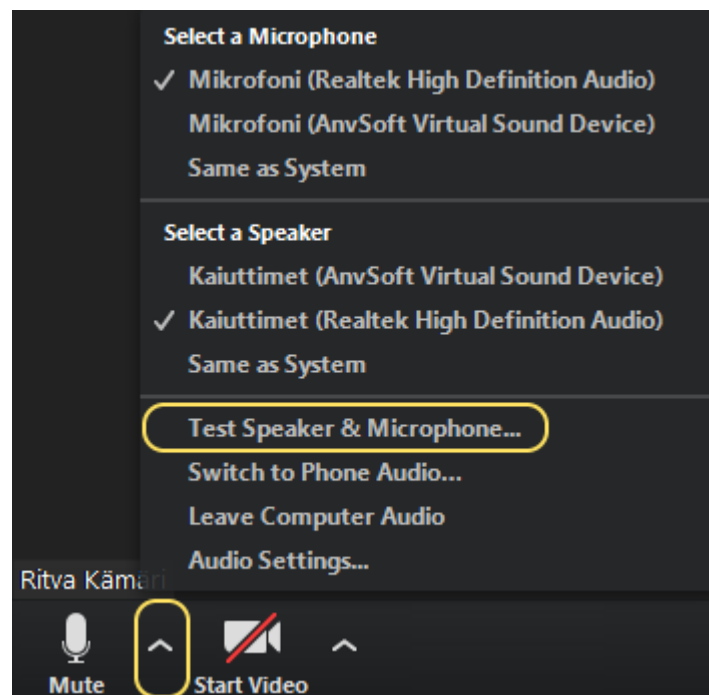 Select a Microphone
✓ Mikrofoni (Realtek High Definition Audio)
Mikrofoni (AnvSoft Virtual Sound Device)
Same as System
Select a Speaker
Kaiuttimet (AnvSoft Virtual Sound Device)
✓ Kaiuttimet (Realtek High Definition Audio)
Same as System
Test Speaker & Microphone...
Switch to Phone Audio...
Leave Computer Audio
Audio Settings...
Ritva Kämäri
Mute
Start Video